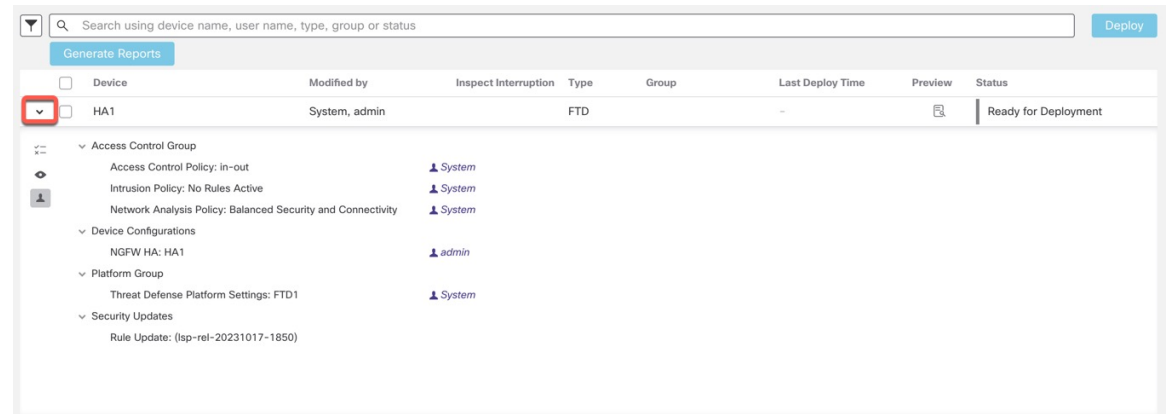 Search using device name, user name, type, group or status
Deploy
Generate Reports
Device Modified by Inspect Interruption Type Group Last Deploy Time Preview Status
HA1 System, admin FTD – Ready for Deployment
Access Control Group
Access Control Policy: in-out System
Intrusion Policy: No Rules Active System
Network Analysis Policy: Balanced Security and Connectivity System
Device Configurations
NGFW HA: HA1 admin
Platform Group
Threat Defense Platform Settings: FTD1 System
Security Updates
Rule Update: (lsp-rel-20231017-1850)